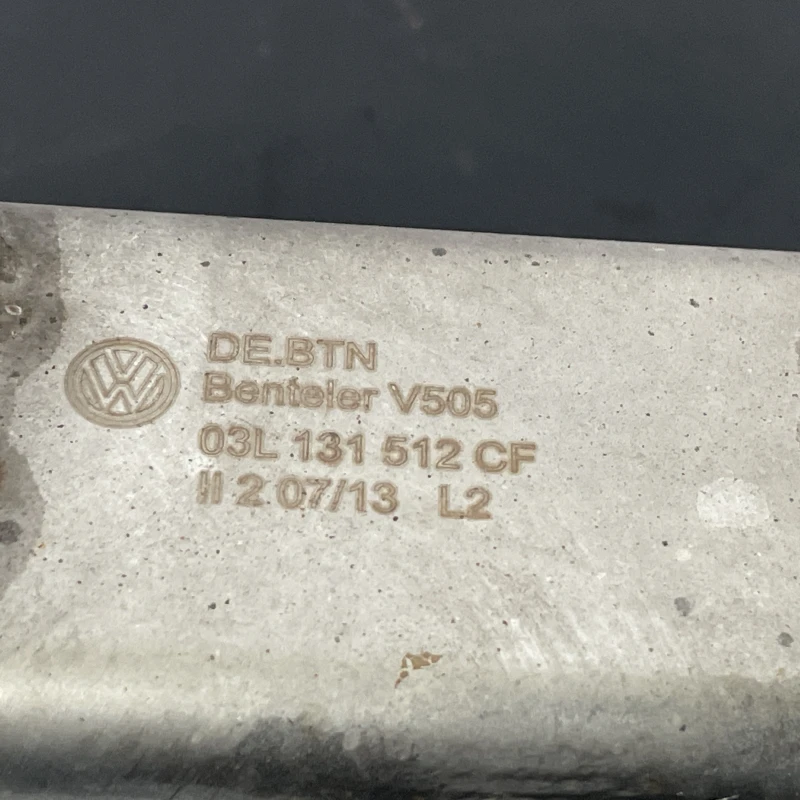 DE.BTN
Benteler V505
03L 131 512 CF
II 2 07/13 L2